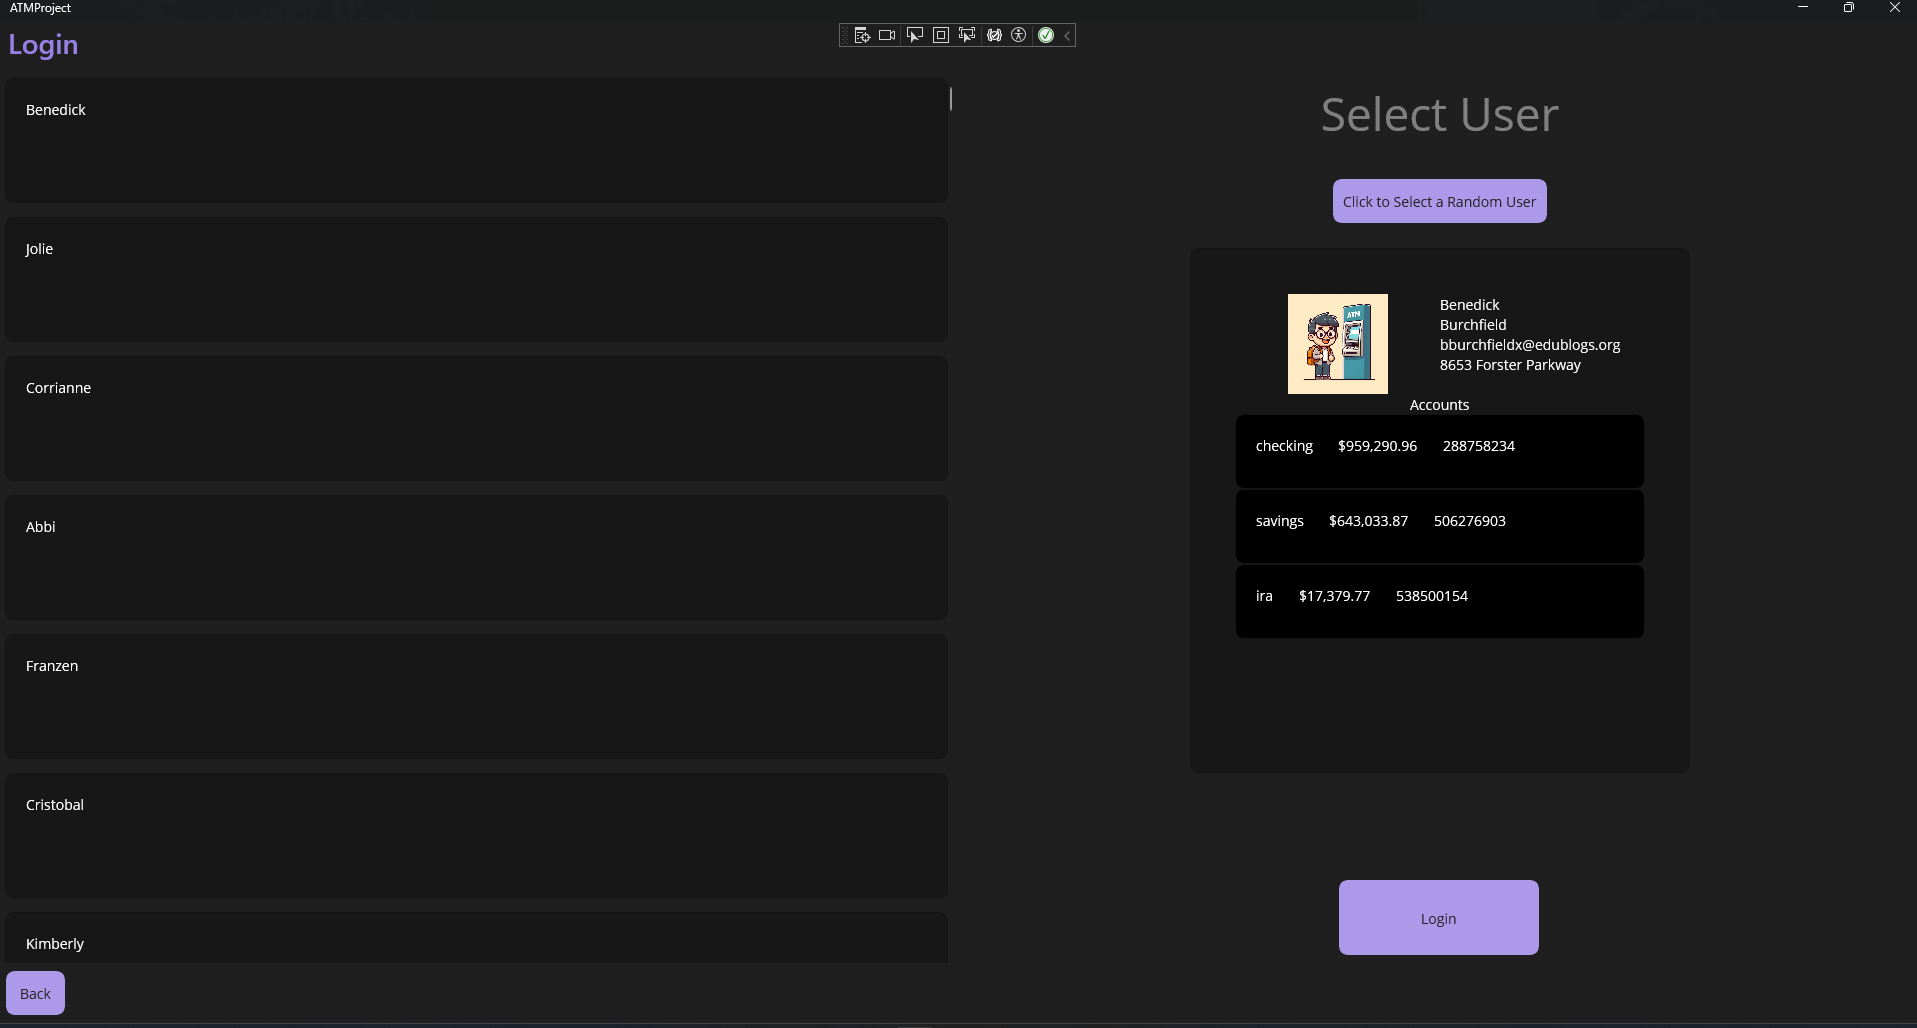 ATMProject
Login
Benedick
Jolie
Corrianne
Abbi
Franzen
Cristobal
Kimberly
Back
Select User
Click to Select a Random User
ATM
Benedick
Burchfield
bburchfieldx@edublogs.org
8653 Forster Parkway
Accounts
checking $959,290.96 288758234
savings $643,033.87 506276903
ira $17,379.77 538500154
Login